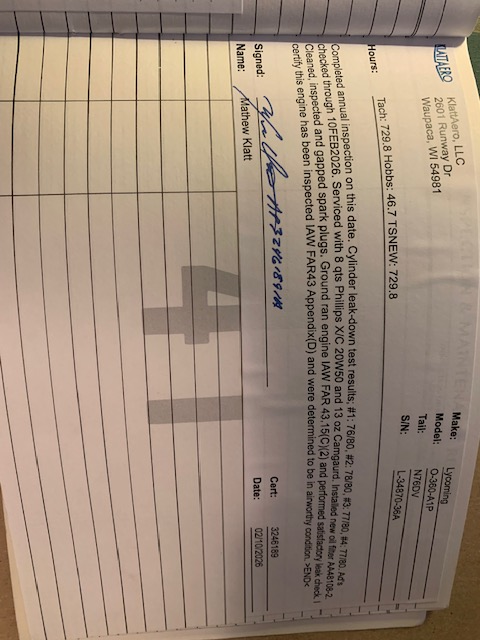 KLATTAERO
KlattAero, LLC
2601 Runway Dr
Waupaca, WI 54981
Make: Lycoming
Model: O-360-A1P
Tail: N76DV
S/N: L-34870-36A
Hours: Tach: 729.8 Hobbs: 46.7 TSNEW: 729.8
Completed annual inspection on this date. Cylinder leak-down test results; #1: 76/80, #2: 78/80, #3: 77/80, #4: 77/80. Ad's
checked through 10FEB2026. Serviced with 8 qts Phillips X/C 20W50 and 13 oz Camgaurd. Installed new oil filter AA48108-2.
Cleaned, inspected and gapped spark plugs. Ground ran engine IAW FAR 43.15(C)(2) and performed satisfactory leak check. I
certify this engine has been inspected IAW FAR43 Appendix(D) and were determined to be in airworthy condition. >END<
Signed: AP3246189IA
Cert: 3246189
Name: Mathew Klatt
Date: 02/10/2026
41